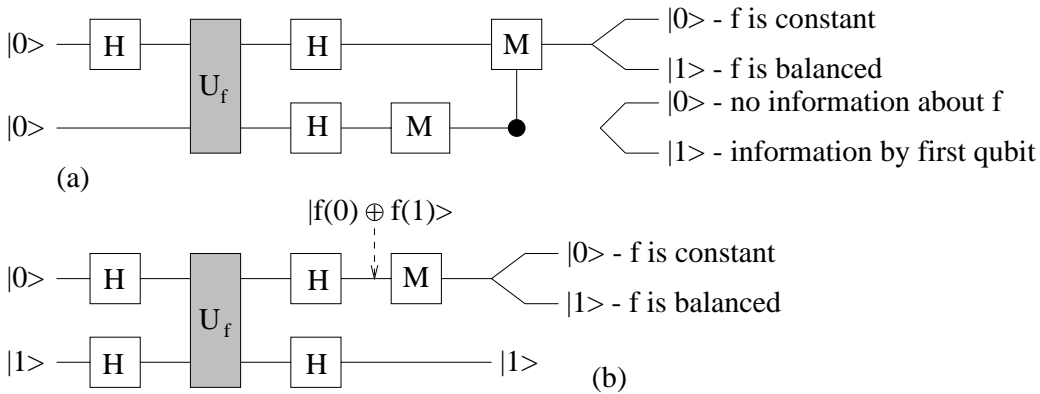 |0> H U_f H M |0> - f is constant
|1> - f is balanced
|0> H M |0> - no information about f
|1> - information by first qubit
(a)
|f(0) ⊕ f(1)>
|0> H U_f H M |0> - f is constant
|1> - f is balanced
|1> H H |1>
(b)